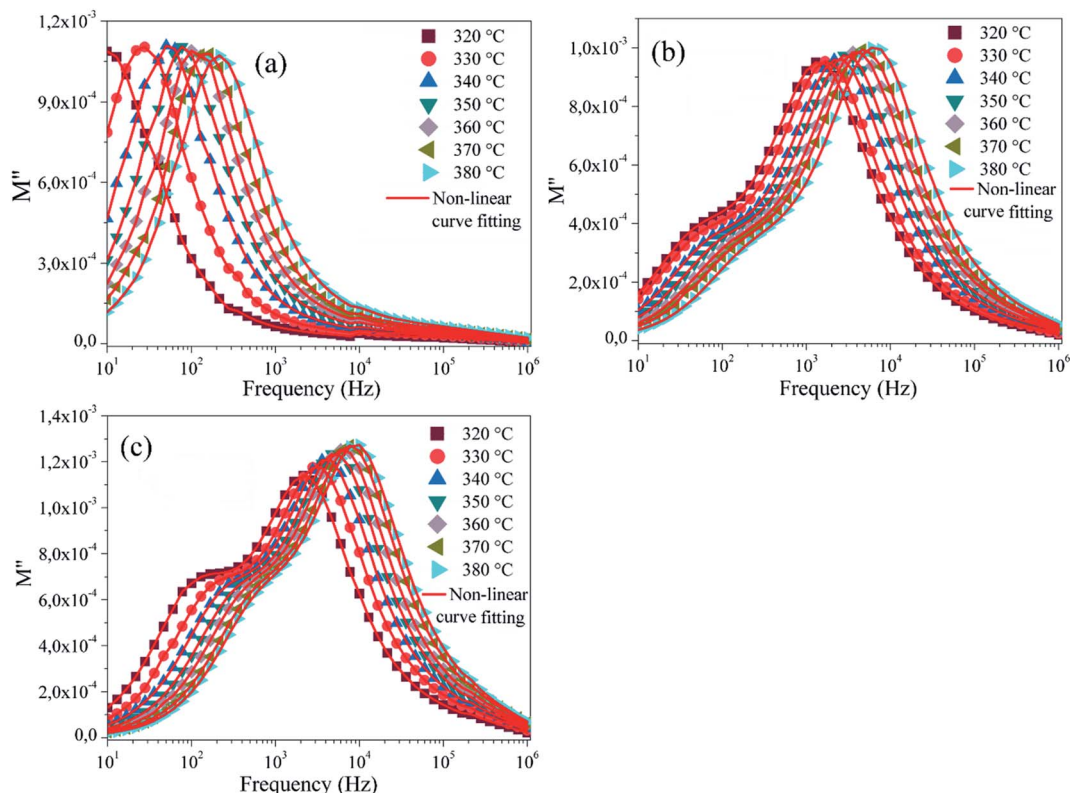 1,2x10⁻³
9,0x10⁻⁴
6,0x10⁻⁴
3,0x10⁻⁴
0,0
M"
(a)
320 °C
330 °C
340 °C
350 °C
360 °C
370 °C
380 °C
Non-linear
curve fitting
10¹ 10² 10³ 10⁴ 10⁵ 10⁶
Frequency (Hz)
1,0x10⁻³
8,0x10⁻⁴
6,0x10⁻⁴
4,0x10⁻⁴
2,0x10⁻⁴
0,0
M"
(b)
320 °C
330 °C
340 °C
350 °C
360 °C
370 °C
380 °C
Non-linear
curve fitting
10¹ 10² 10³ 10⁴ 10⁵ 10⁶
Frequency (Hz)
1,4x10⁻³
1,2x10⁻³
1,0x10⁻³
8,0x10⁻⁴
6,0x10⁻⁴
4,0x10⁻⁴
2,0x10⁻⁴
0,0
M"
(c)
320 °C
330 °C
340 °C
350 °C
360 °C
370 °C
380 °C
Non-linear
curve fitting
10¹ 10² 10³ 10⁴ 10⁵ 10⁶
Frequency (Hz)